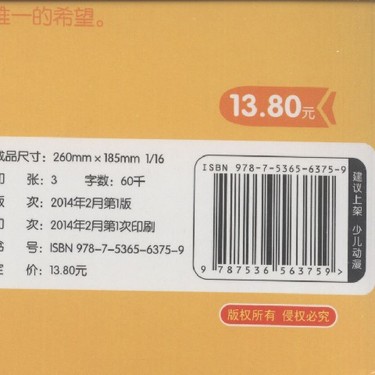 唯一的希望。
13.80元
成品尺寸：260mm×185mm 1/16
印 张：3 字数：60千
版 次：2014年2月第1版
印 次：2014年2月第1次印刷
书 号：ISBN 978-7-5365-6375-9
定 价：13.80元
ISBN 978-7-5365-6375-9
9 787536 563759 >
建议上架 少儿动漫
版权所有 侵权必究